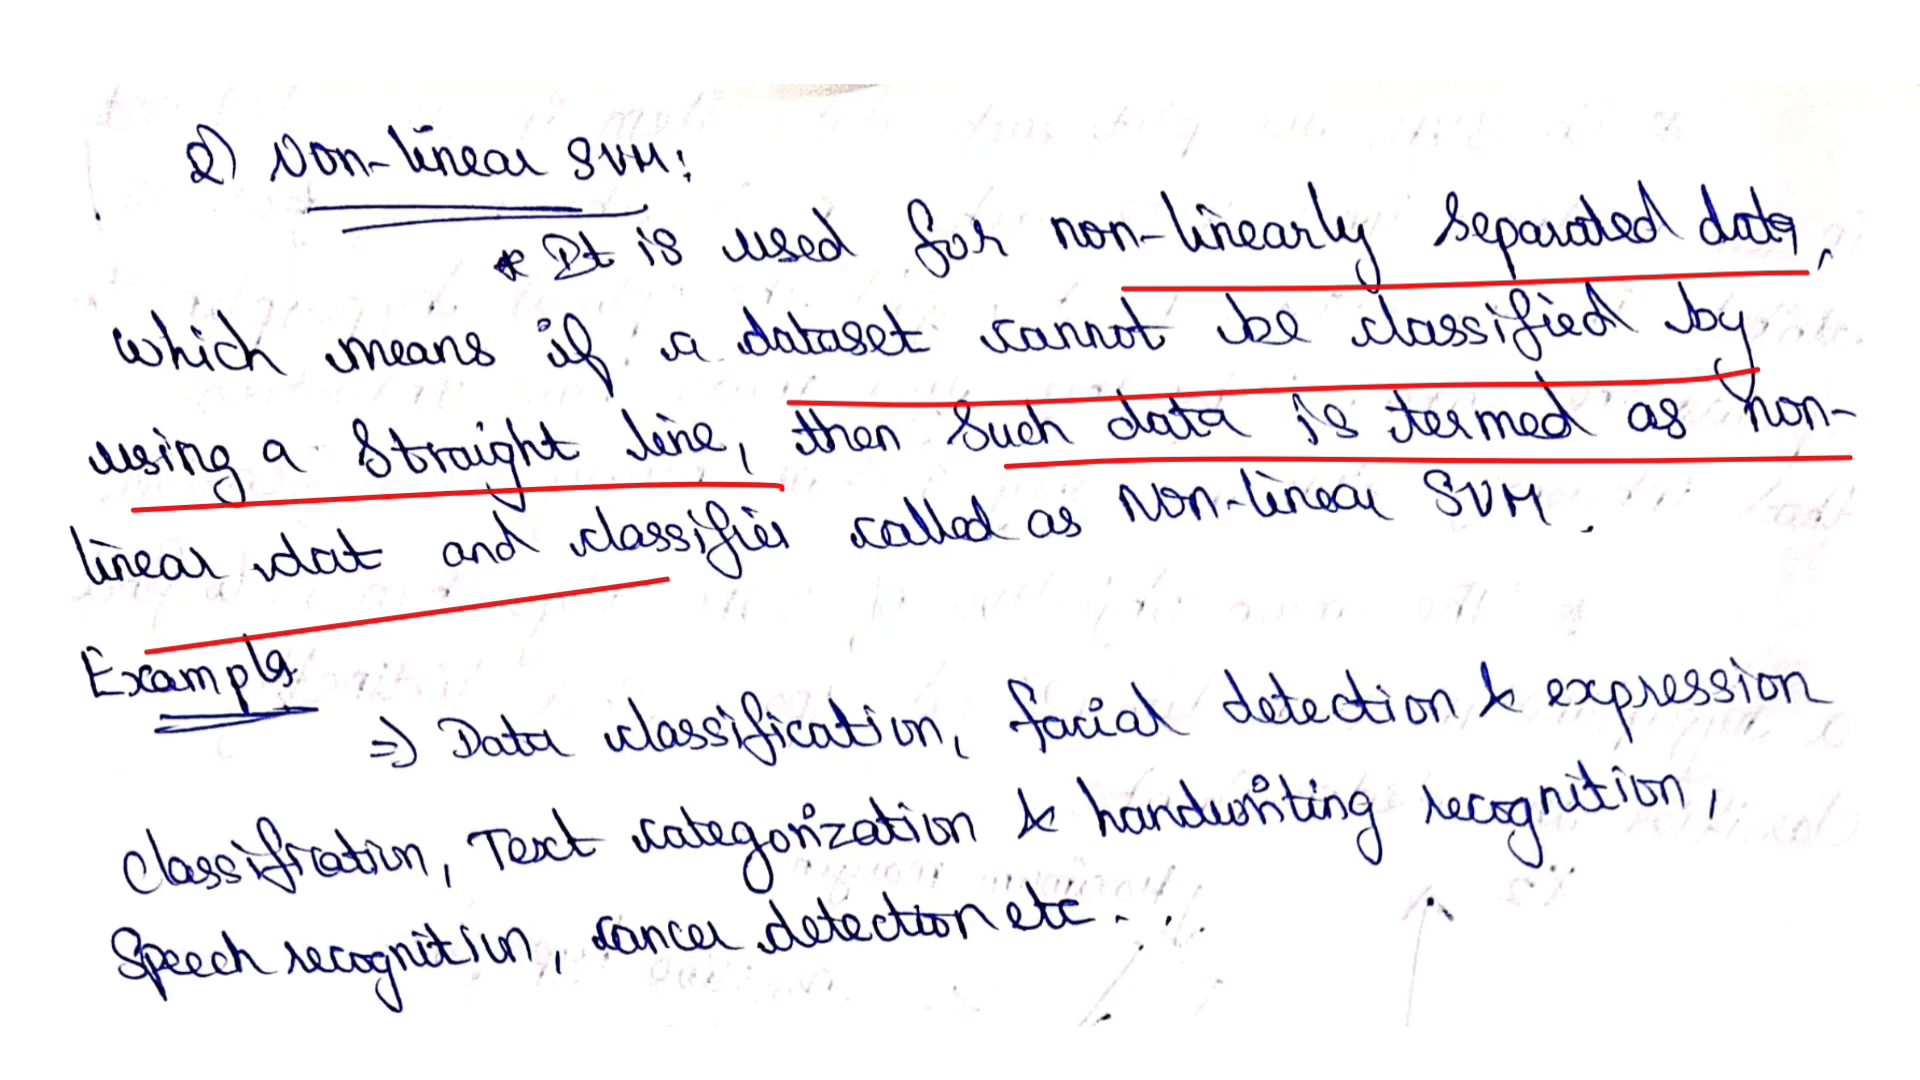 2) Non-linear SVM:
* It is used for non-linearly separated data,
which means if a dataset cannot be classified by
using a straight line, then such data is termed as non-
linear dat and classifier called as Non-linear SVM.
Example
=> Data classification, facial detection & expression
classification, Text categorization & handwriting recognition,
Speech recognition, cancer detection etc...